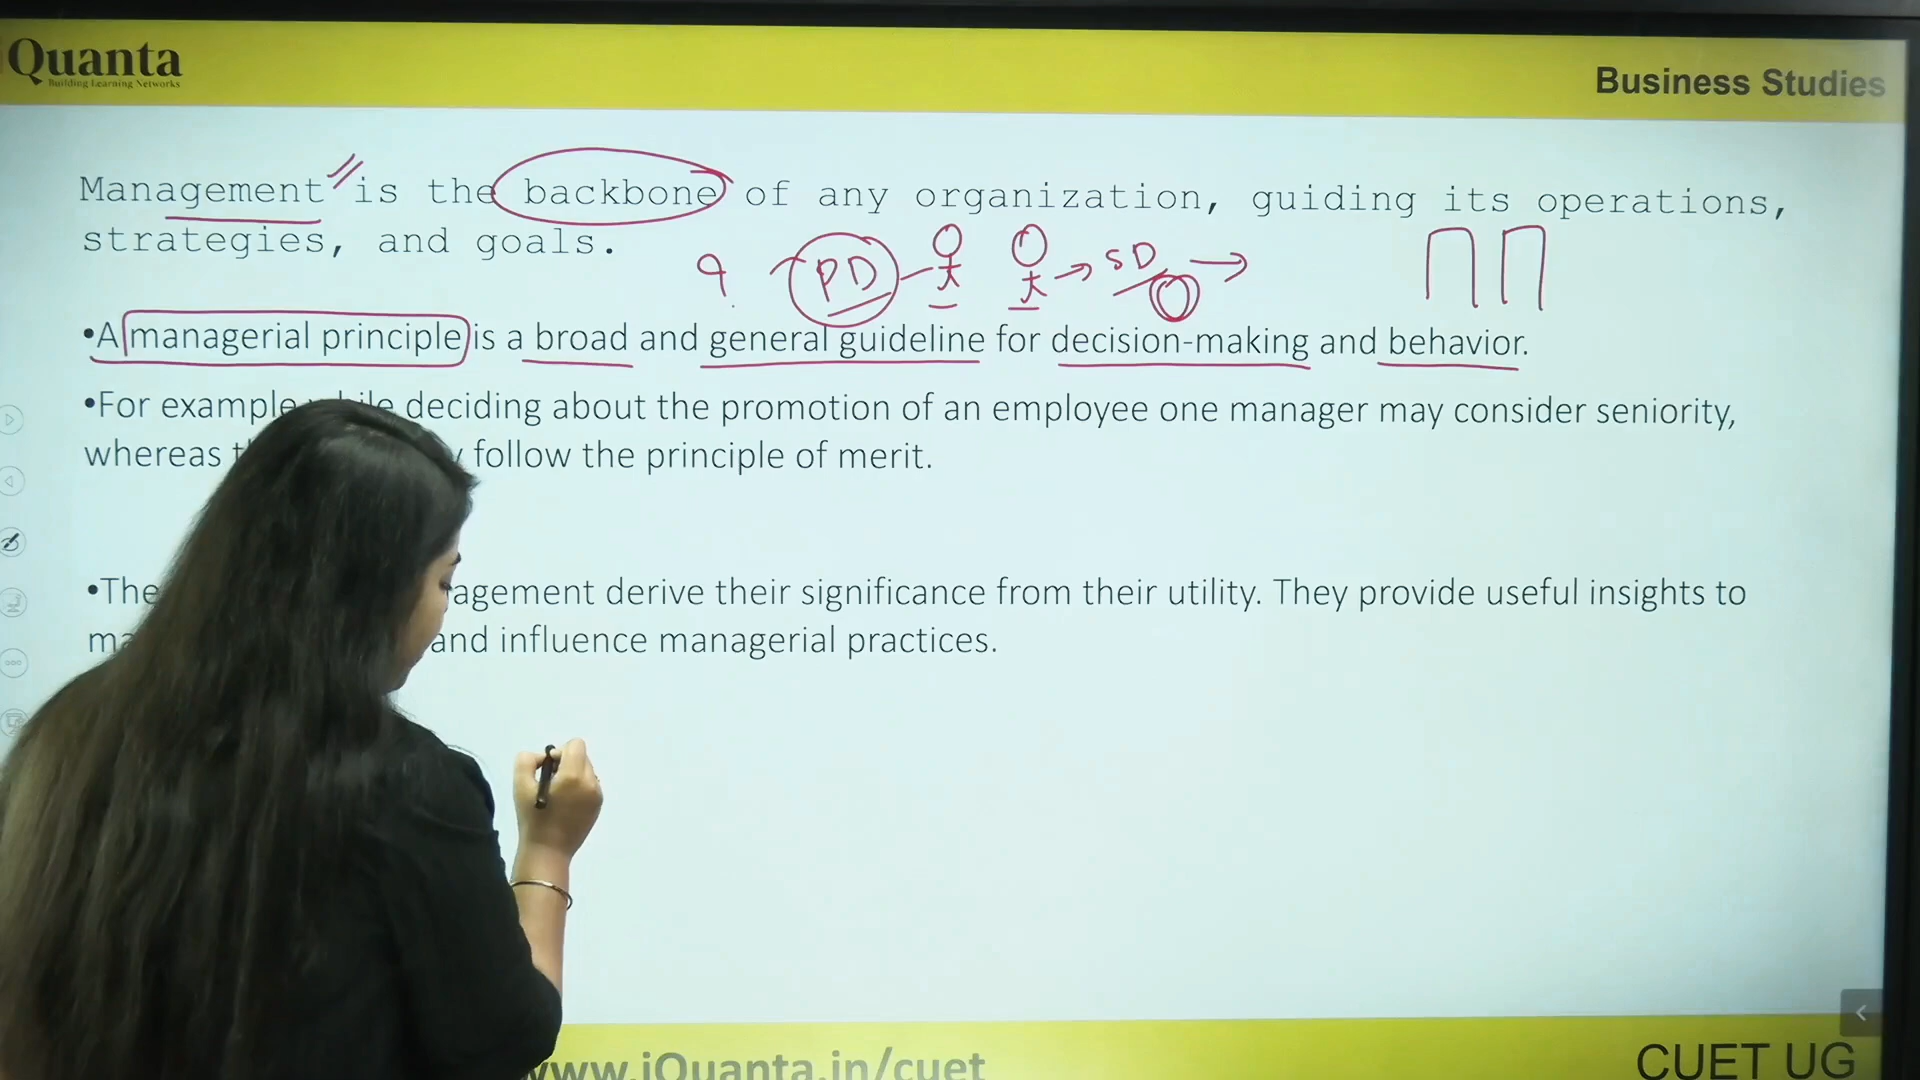 iQuanta
Building Learning Networks
Business Studies
Management is the backbone of any organization, guiding its operations,
strategies, and goals.
9 PD SD
•A managerial principle is a broad and general guideline for decision-making and behavior.
•For example deciding about the promotion of an employee one manager may consider seniority,
whereas follow the principle of merit.
•The derive their significance from their utility. They provide useful insights to
and influence managerial practices.
www.iQuanta.in/cuet
CUET UG